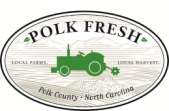 POLK FRESH
LOCAL FARMS. LOCAL HARVEST.
Polk County • North Carolina